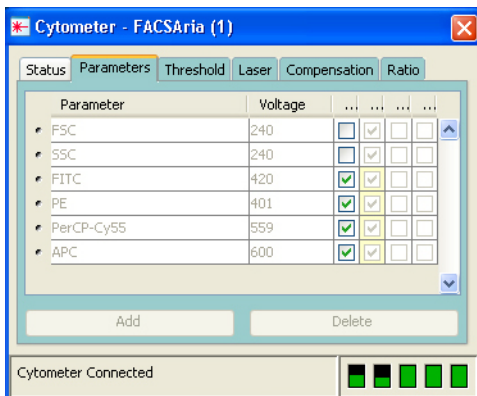 Cytometer - FACSAria (1)
Status Parameters Threshold Laser Compensation Ratio
Parameter Voltage ... ... ... ...
FSC 240
SSC 240
FITC 420
PE 401
PerCP-Cy55 559
APC 600
Add Delete
Cytometer Connected